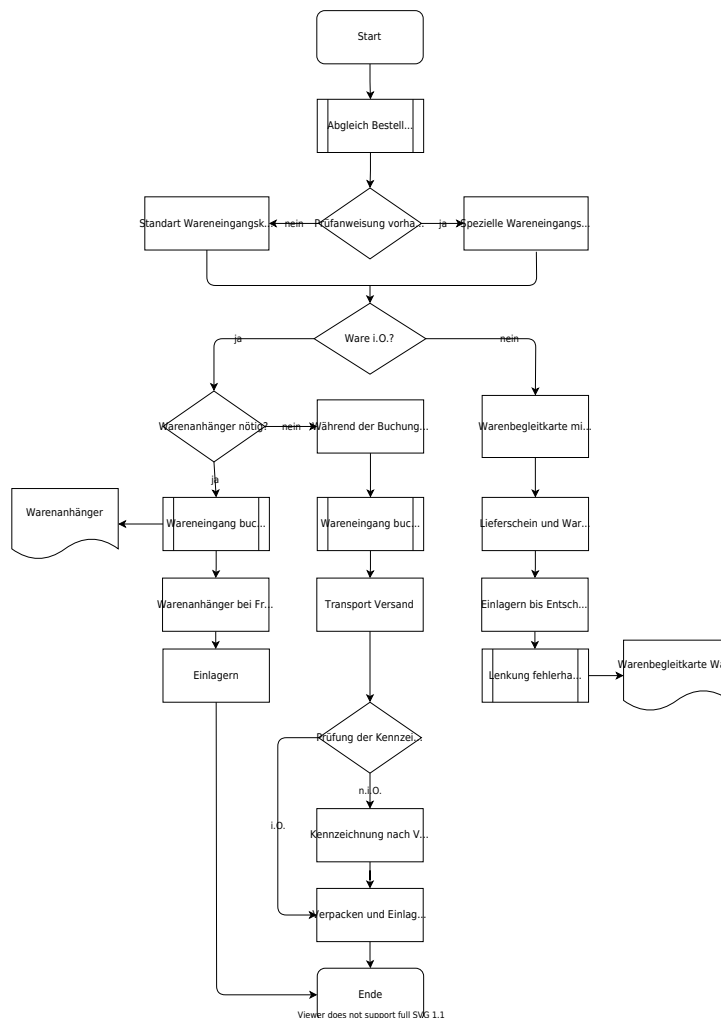 Start
Abgleich Bestell...
Standart Wareneingangsk...
nein
Prüfanweisung vorha...
ja
Spezielle Wareneingangs...
Ware i.O.?
ja
nein
Warenanhänger nötig?
nein
Während der Buchung...
Warenbegleitkarte mi...
ja
Warenanhänger
Wareneingang buc...
Wareneingang buc...
Lieferschein und War...
Warenanhänger bei Fr...
Transport Versand
Einlagern bis Entsch...
Einlagern
Lenkung fehlerha...
Warenbegleitkarte Wa
Prüfung der Kennzei...
n.i.O.
i.O.
Kennzeichnung nach V...
Verpacken und Einlag...
Ende
Viewer does not support full SVG 1.1